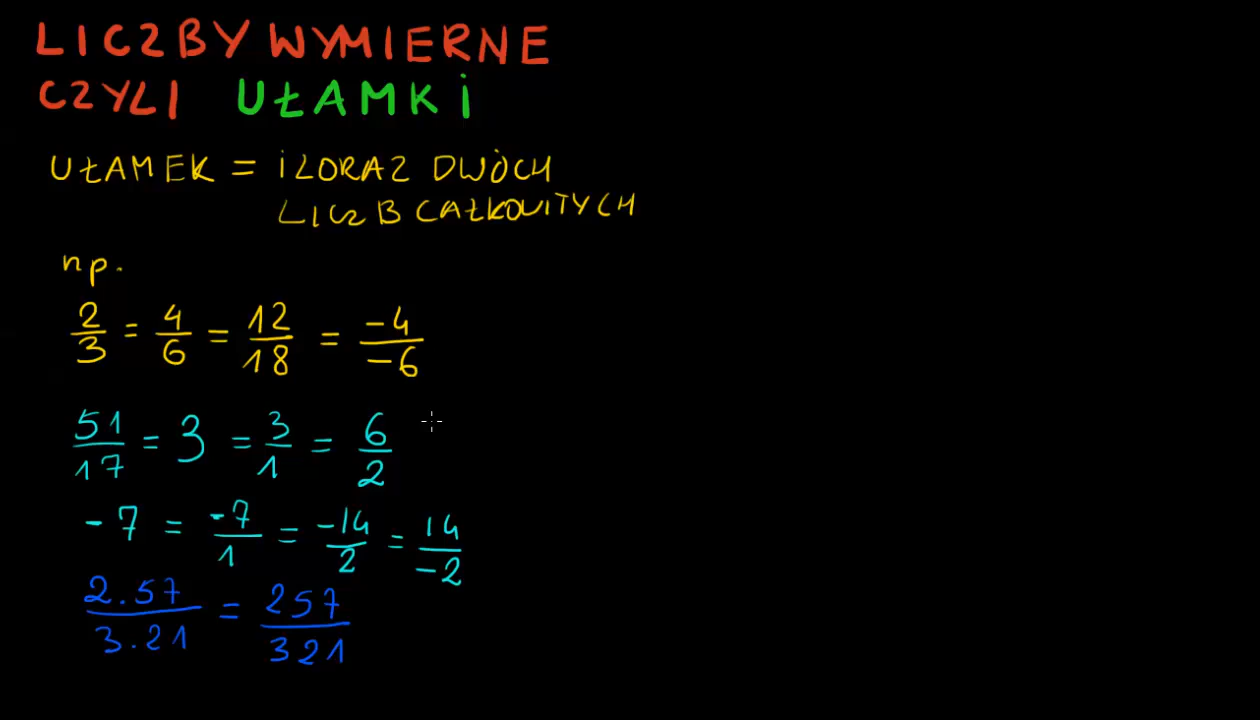 LICZBY WYMIERNE
CZYLI UŁAMKI
UŁAMEK = ILORAZ DWÓCH
LICZB CAŁKOWITYCH
np.
2/3 = 4/6 = 12/18 = -4/-6
51/17 = 3 = 3/1 = 6/2
-7 = -7/1 = -14/2 = 14/-2
2.57/3.21 = 257/321